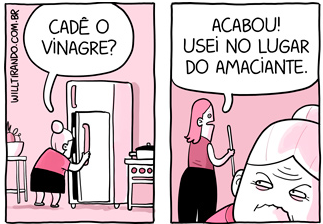 WILLTIRANDO.COM.BR
CADÊ O
VINAGRE?
ACABOU!
USEI NO LUGAR
DO AMACIANTE.